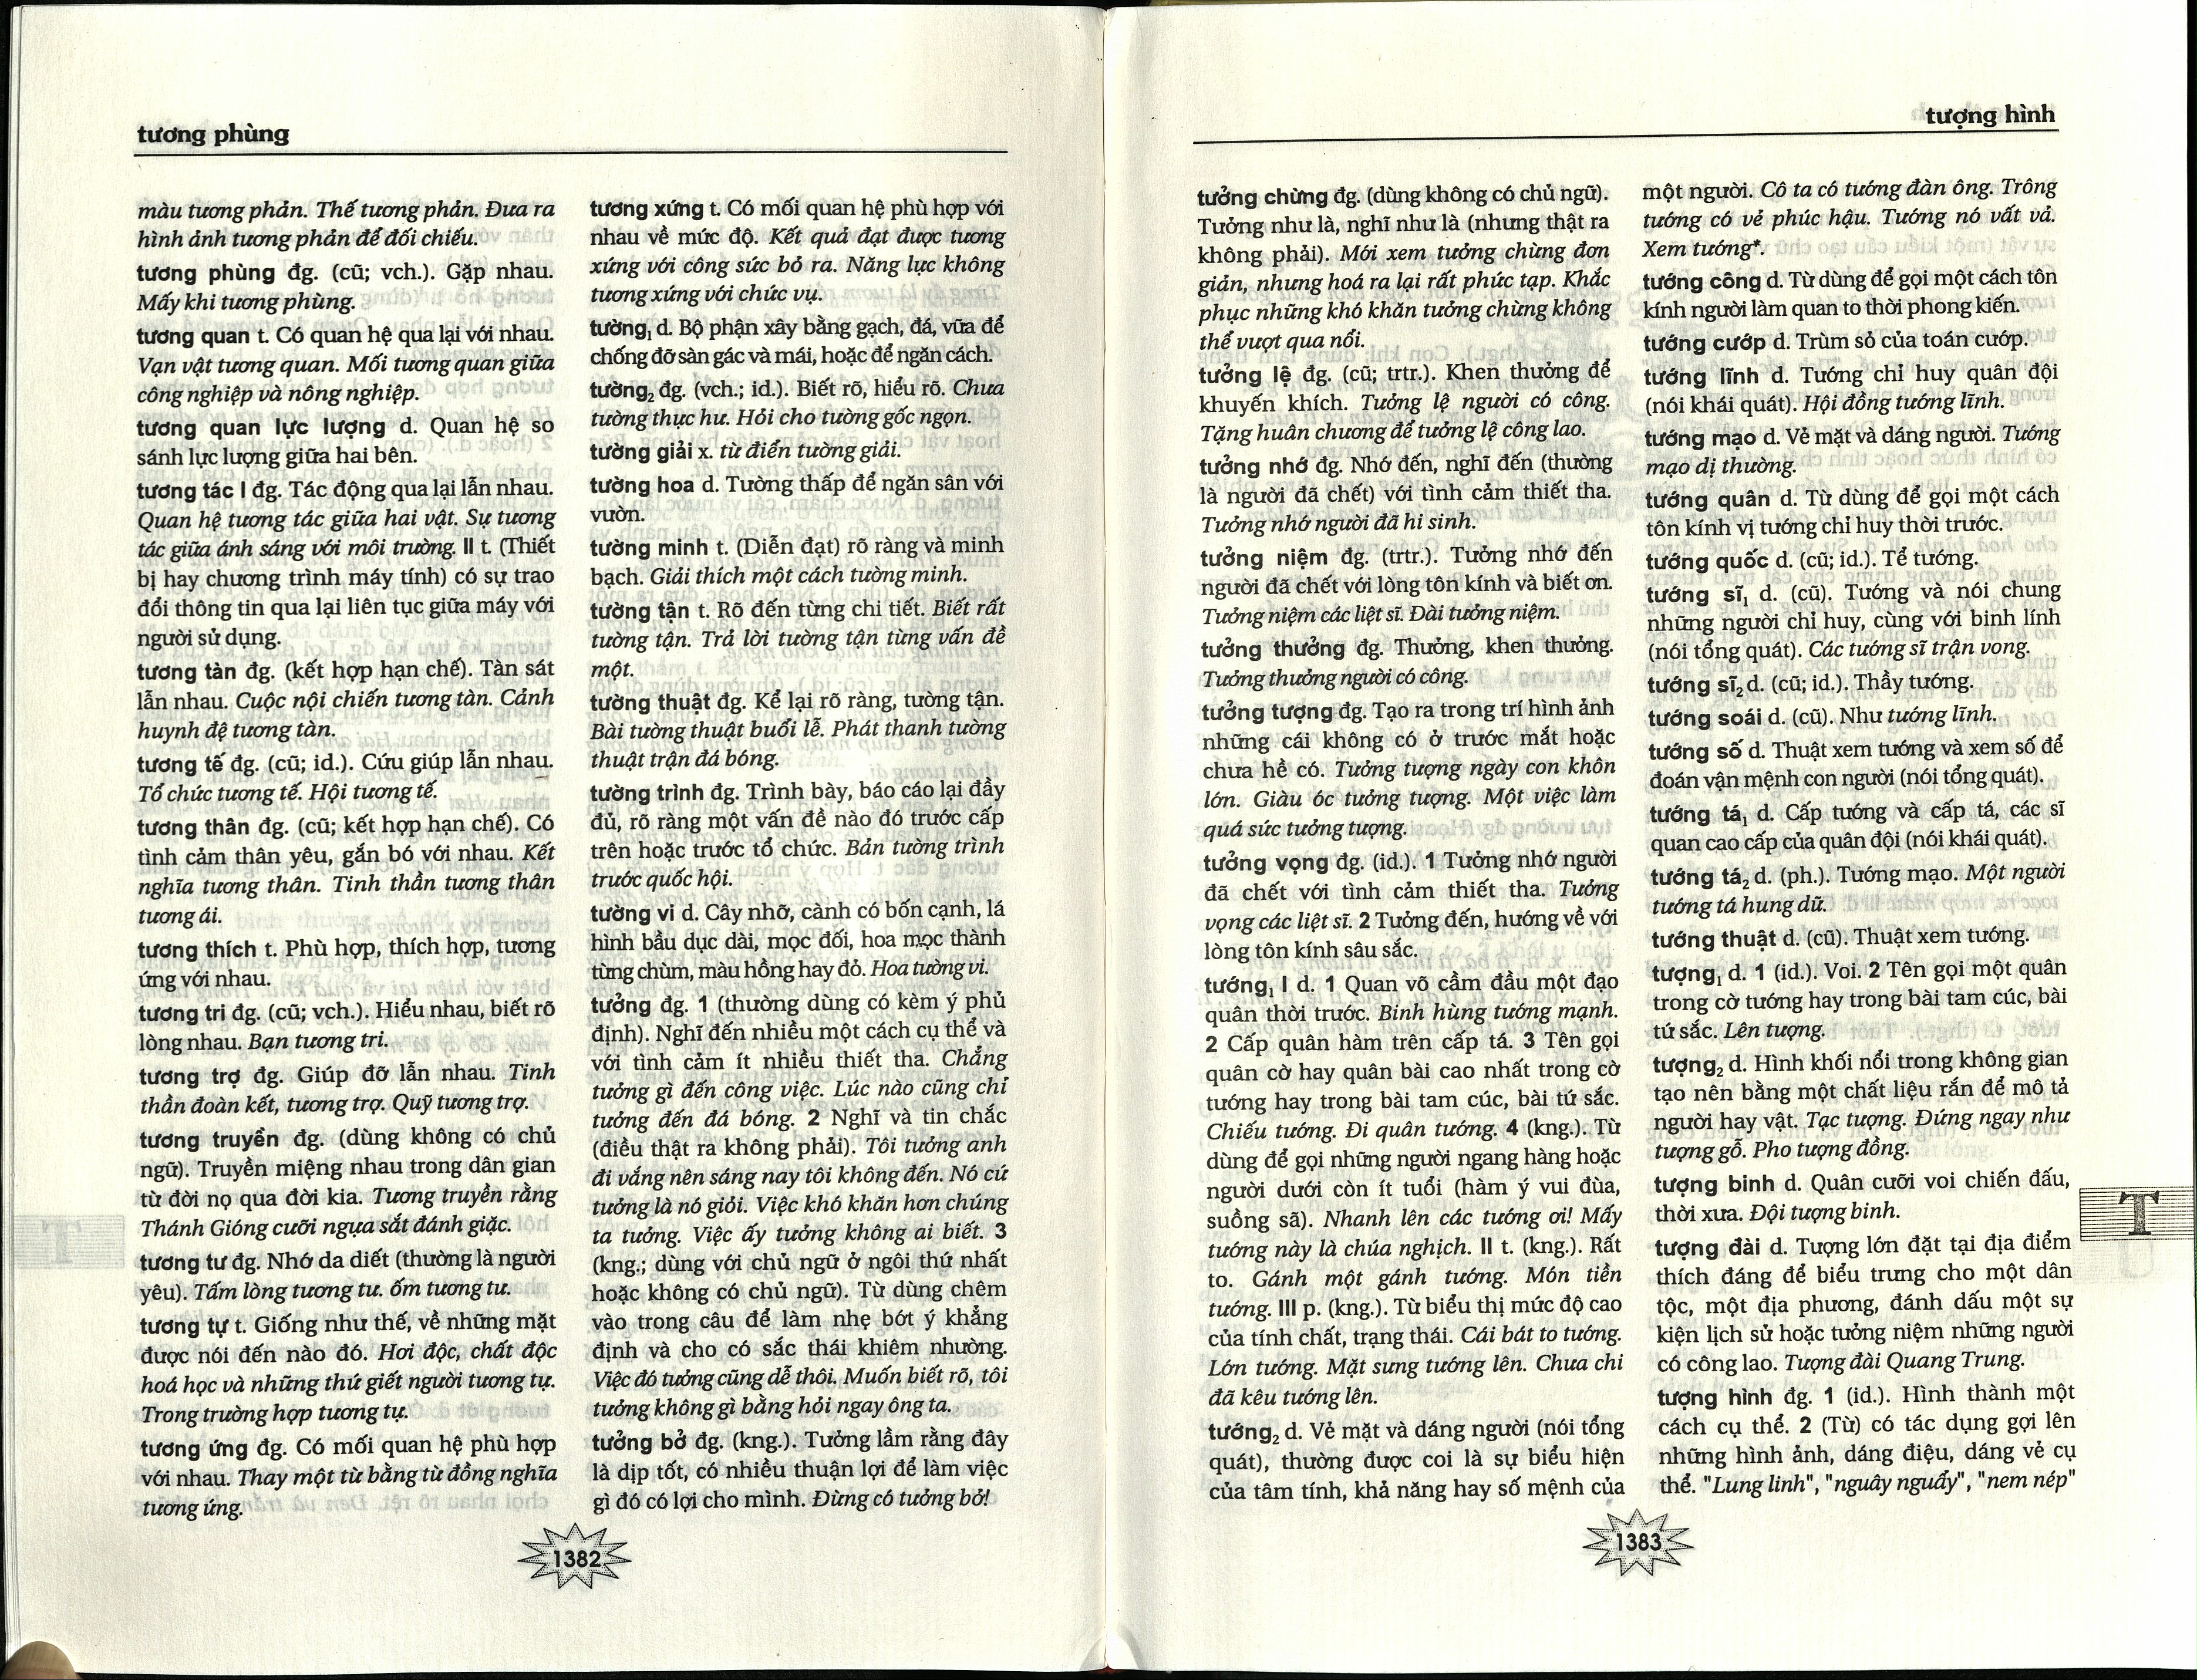 tương phùng
màu tương phản. Thế tương phản. Đưa ra
hình ảnh tương phản để đối chiếu.
tương phùng đg. (cũ; vch.). Gặp nhau.
Mấy khi tương phùng.
tương quan t. Có quan hệ qua lại với nhau.
Vạn vật tương quan. Mối tương quan giữa
công nghiệp và nông nghiệp.
tương quan lực lượng d. Quan hệ so
sánh lực lượng giữa hai bên.
tương tác I đg. Tác động qua lại lẫn nhau.
Quan hệ tương tác giữa hai vật. Sự tương
tác giữa ánh sáng với môi trường. II t. (Thiết
bị hay chương trình máy tính) có sự trao
đổi thông tin qua lại liên tục giữa máy với
người sử dụng.
tương tàn đg. (kết hợp hạn chế). Tàn sát
lẫn nhau. Cuộc nội chiến tương tàn. Cảnh
huynh đệ tương tàn.
tương tế đg. (cũ; id.). Cứu giúp lẫn nhau.
Tổ chức tương tế. Hội tương tế.
tương thân đg. (cũ; kết hợp hạn chế). Có
tình cảm thân yêu, gắn bó với nhau. Kết
nghĩa tương thân. Tinh thần tương thân
tương ái.
tương thích t. Phù hợp, thích hợp, tương
ứng với nhau.
tương tri đg. (cũ; vch.). Hiểu nhau, biết rõ
lòng nhau. Bạn tương tri.
tương trợ đg. Giúp đỡ lẫn nhau. Tinh
thần đoàn kết, tương trợ. Quỹ tương trợ.
tương truyền đg. (dùng không có chủ
ngữ). Truyền miệng nhau trong dân gian
từ đời nọ qua đời kia. Tương truyền rằng
Thánh Gióng cưỡi ngựa sắt đánh giặc.
tương tư đg. Nhớ da diết (thường là người
yêu). Tấm lòng tương tư. ốm tương tư.
tương tự t. Giống như thế, về những mặt
được nói đến nào đó. Hơi độc, chất độc
hoá học và những thứ giết người tương tự.
Trong trường hợp tương tự.
tương ứng đg. Có mối quan hệ phù hợp
với nhau. Thay một từ bằng từ đồng nghĩa
tương ứng.
tương xứng t. Có mối quan hệ phù hợp với
nhau về mức độ. Kết quả đạt được tương
xứng với công sức bỏ ra. Năng lực không
tương xứng với chức vụ.
tường₁ d. Bộ phận xây bằng gạch, đá, vữa để
chống đỡ sàn gác và mái, hoặc để ngăn cách.
tường₂ đg. (vch.; id.). Biết rõ, hiểu rõ. Chưa
tường thực hư. Hỏi cho tường gốc ngọn.
tường giải x. từ điển tường giải.
tường hoa d. Tường thấp để ngăn sân với
vườn.
tường minh t. (Diễn đạt) rõ ràng và minh
bạch. Giải thích một cách tường minh.
tường tận t. Rõ đến từng chi tiết. Biết rất
tường tận. Trả lời tường tận từng vấn đề
một.
tường thuật đg. Kể lại rõ ràng, tường tận.
Bài tường thuật buổi lễ. Phát thanh tường
thuật trận đá bóng.
tường trình đg. Trình bày, báo cáo lại đầy
đủ, rõ ràng một vấn đề nào đó trước cấp
trên hoặc trước tổ chức. Bản tường trình
trước quốc hội.
tường vi d. Cây nhỡ, cành có bốn cạnh, lá
hình bầu dục dài, mọc đối, hoa mọc thành
từng chùm, màu hồng hay đỏ. Hoa tường vi.
tưởng đg. 1 (thường dùng có kèm ý phủ
định). Nghĩ đến nhiều một cách cụ thể và
với tình cảm ít nhiều thiết tha. Chẳng
tưởng gì đến công việc. Lúc nào cũng chỉ
tưởng đến đá bóng. 2 Nghĩ và tin chắc
(điều thật ra không phải). Tôi tưởng anh
đi vắng nên sáng nay tôi không đến. Nó cứ
tưởng là nó giỏi. Việc khó khăn hơn chúng
ta tưởng. Việc ấy tưởng không ai biết. 3
(kng.; dùng với chủ ngữ ở ngôi thứ nhất
hoặc không có chủ ngữ). Từ dùng chêm
vào trong câu để làm nhẹ bớt ý khẳng
định và cho có sắc thái khiêm nhường.
Việc đó tưởng cũng dễ thôi. Muốn biết rõ, tôi
tưởng không gì bằng hỏi ngay ông ta.
tưởng bở đg. (kng.). Tưởng lầm rằng đây
là dịp tốt, có nhiều thuận lợi để làm việc
gì đó có lợi cho mình. Đừng có tưởng bở!
1382
tượng hình
tưởng chừng đg. (dùng không có chủ ngữ).
Tưởng như là, nghĩ như là (nhưng thật ra
không phải). Mới xem tưởng chừng đơn
giản, nhưng hoá ra lại rất phức tạp. Khắc
phục những khó khăn tưởng chừng không
thể vượt qua nổi.
tưởng lệ đg. (cũ; trtr.). Khen thưởng để
khuyến khích. Tưởng lệ người có công.
Tặng huân chương để tưởng lệ công lao.
tưởng nhớ đg. Nhớ đến, nghĩ đến (thường
là người đã chết) với tình cảm thiết tha.
Tưởng nhớ người đã hi sinh.
tưởng niệm đg. (trtr.). Tưởng nhớ đến
người đã chết với lòng tôn kính và biết ơn.
Tưởng niệm các liệt sĩ. Đài tưởng niệm.
tưởng thưởng đg. Thưởng, khen thưởng.
Tưởng thưởng người có công.
tưởng tượng đg. Tạo ra trong trí hình ảnh
những cái không có ở trước mắt hoặc
chưa hề có. Tưởng tượng ngày con khôn
lớn. Giàu óc tưởng tượng. Một việc làm
quá sức tưởng tượng.
tưởng vọng đg. (id.). 1 Tưởng nhớ người
đã chết với tình cảm thiết tha. Tưởng
vọng các liệt sĩ. 2 Tưởng đến, hướng về với
lòng tôn kính sâu sắc.
tướng₁ I d. 1 Quan võ cầm đầu một đạo
quân thời trước. Binh hùng tướng mạnh.
2 Cấp quân hàm trên cấp tá. 3 Tên gọi
quân cờ hay quân bài cao nhất trong cờ
tướng hay trong bài tam cúc, bài tứ sắc.
Chiếu tướng. Đi quân tướng. 4 (kng.). Từ
dùng để gọi những người ngang hàng hoặc
người dưới còn ít tuổi (hàm ý vui đùa,
suồng sã). Nhanh lên các tướng ơi! Mấy
tướng này là chúa nghịch. II t. (kng.). Rất
to. Gánh một gánh tướng. Món tiền
tướng. III p. (kng.). Từ biểu thị mức độ cao
của tính chất, trạng thái. Cái bát to tướng.
Lớn tướng. Mặt sưng tướng lên. Chưa chi
đã kêu tướng lên.
tướng₂ d. Vẻ mặt và dáng người (nói tổng
quát), thường được coi là sự biểu hiện
của tâm tính, khả năng hay số mệnh của
một người. Cô ta có tướng đàn ông. Trông
tướng có vẻ phúc hậu. Tướng nó vất vả.
Xem tướng*.
tướng công d. Từ dùng để gọi một cách tôn
kính người làm quan to thời phong kiến.
tướng cướp d. Trùm sỏ của toán cướp.
tướng lĩnh d. Tướng chỉ huy quân đội
(nói khái quát). Hội đồng tướng lĩnh.
tướng mạo d. Vẻ mặt và dáng người. Tướng
mạo dị thường.
tướng quân d. Từ dùng để gọi một cách
tôn kính vị tướng chỉ huy thời trước.
tướng quốc d. (cũ; id.). Tể tướng.
tướng sĩ₁ d. (cũ). Tướng và nói chung
những người chỉ huy, cùng với binh lính
(nói tổng quát). Các tướng sĩ trận vong.
tướng sĩ₂ d. (cũ; id.). Thầy tướng.
tướng soái d. (cũ). Như tướng lĩnh.
tướng số d. Thuật xem tướng và xem số để
đoán vận mệnh con người (nói tổng quát).
tướng tá₁ d. Cấp tướng và cấp tá, các sĩ
quan cao cấp của quân đội (nói khái quát).
tướng tá₂ d. (ph.). Tướng mạo. Một người
tướng tá hung dữ.
tướng thuật d. (cũ). Thuật xem tướng.
tượng₁ d. 1 (id.). Voi. 2 Tên gọi một quân
trong cờ tướng hay trong bài tam cúc, bài
tứ sắc. Lên tượng.
tượng₂ d. Hình khối nổi trong không gian
tạo nên bằng một chất liệu rắn để mô tả
người hay vật. Tạc tượng. Đứng ngay như
tượng gỗ. Pho tượng đồng.
tượng binh d. Quân cưỡi voi chiến đấu,
thời xưa. Đội tượng binh.
tượng đài d. Tượng lớn đặt tại địa điểm
thích đáng để biểu trưng cho một dân
tộc, một địa phương, đánh dấu một sự
kiện lịch sử hoặc tưởng niệm những người
có công lao. Tượng đài Quang Trung.
tượng hình đg. 1 (id.). Hình thành một
cách cụ thể. 2 (Từ) có tác dụng gợi lên
những hình ảnh, dáng điệu, dáng vẻ cụ
thể. "Lung linh", "nguây nguẩy", "nem nép"
T
1383